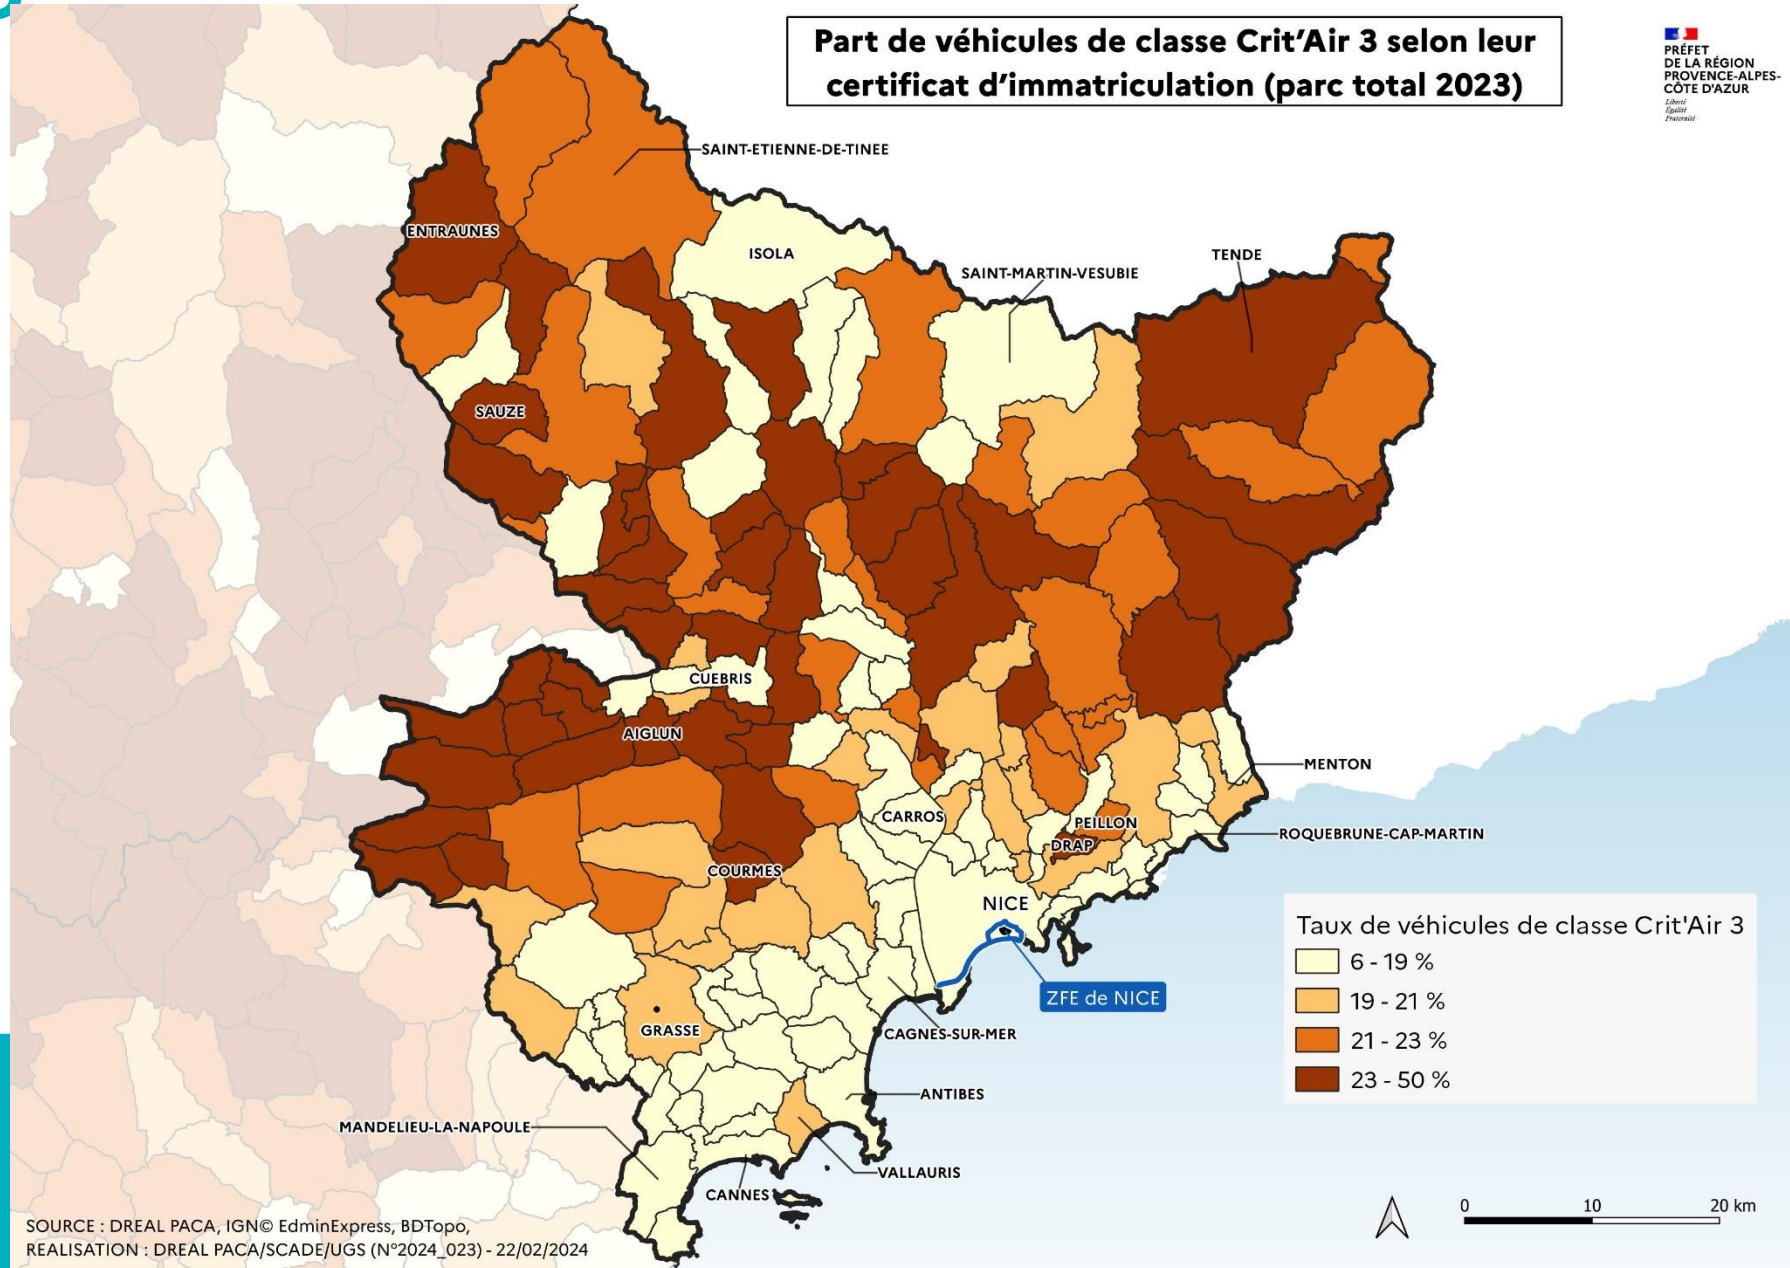 Part de véhicules de classe Crit'Air 3 selon leur
certificat d'immatriculation (parc total 2023)
PRÉFET
DE LA RÉGION
PROVENCE-ALPES-
CÔTE D'AZUR
Liberté
Égalité
Fraternité
SAINT-ETIENNE-DE-TINEE
ENTRAUNES
ISOLA
SAINT-MARTIN-VESUBIE
TENDE
SAUZE
CUEBRIS
AIGLUN
MENTON
CARROS
PEILLON
ROQUEBRUNE-CAP-MARTIN
DRAP
COURMES
NICE
ZFE de NICE
GRASSE
CAGNES-SUR-MER
ANTIBES
MANDELIEU-LA-NAPOULE
VALLAURIS
CANNES
Taux de véhicules de classe Crit'Air 3
6 - 19 %
19 - 21 %
21 - 23 %
23 - 50 %
0 10 20 km
SOURCE : DREAL PACA, IGN© EdminExpress, BDTopo,
REALISATION : DREAL PACA/SCADE/UGS (N°2024_023) - 22/02/2024